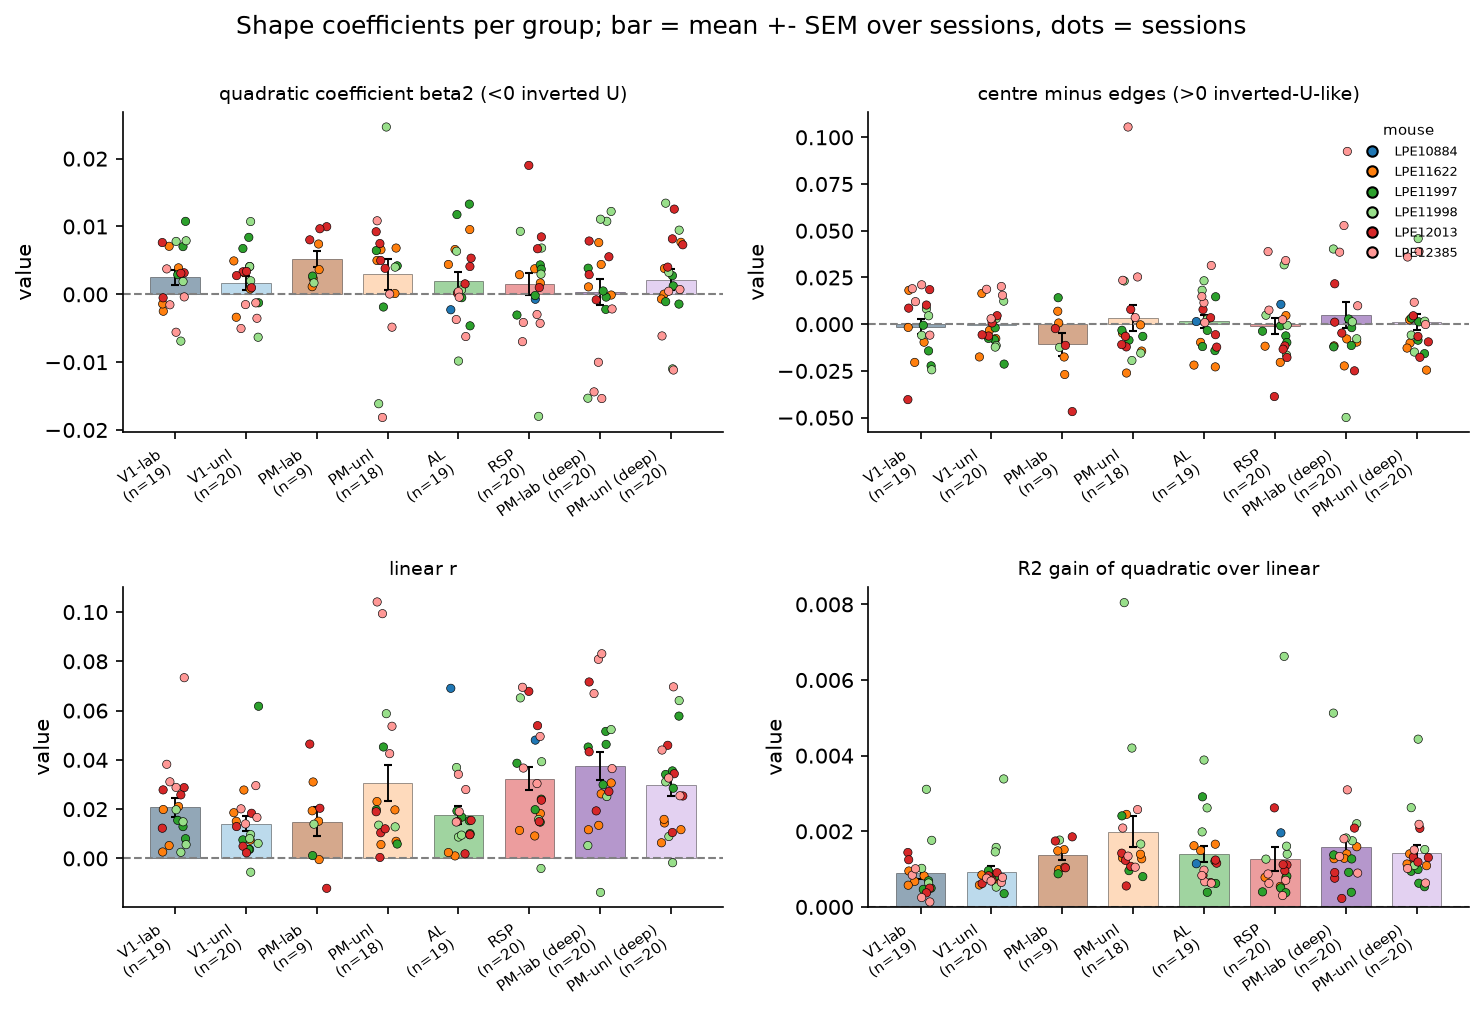 Shape coefficients per group; bar = mean +- SEM over sessions, dots = sessions
quadratic coefficient beta2 (<0 inverted U)
value
0.02
0.01
0.00
−0.01
−0.02
V1-lab
(n=19)
V1-unl
(n=20)
PM-lab
(n=9)
PM-unl
(n=18)
AL
(n=19)
RSP
(n=20)
PM-lab (deep)
(n=20)
PM-unl (deep)
(n=20)
centre minus edges (>0 inverted-U-like)
value
0.100
0.075
0.050
0.025
0.000
−0.025
−0.050
mouse
LPE10884
LPE11622
LPE11997
LPE11998
LPE12013
LPE12385
V1-lab
(n=19)
V1-unl
(n=20)
PM-lab
(n=9)
PM-unl
(n=18)
AL
(n=19)
RSP
(n=20)
PM-lab (deep)
(n=20)
PM-unl (deep)
(n=20)
linear r
value
0.10
0.08
0.06
0.04
0.02
0.00
V1-lab
(n=19)
V1-unl
(n=20)
PM-lab
(n=9)
PM-unl
(n=18)
AL
(n=19)
RSP
(n=20)
PM-lab (deep)
(n=20)
PM-unl (deep)
(n=20)
R2 gain of quadratic over linear
value
0.008
0.006
0.004
0.002
0.000
V1-lab
(n=19)
V1-unl
(n=20)
PM-lab
(n=9)
PM-unl
(n=18)
AL
(n=19)
RSP
(n=20)
PM-lab (deep)
(n=20)
PM-unl (deep)
(n=20)